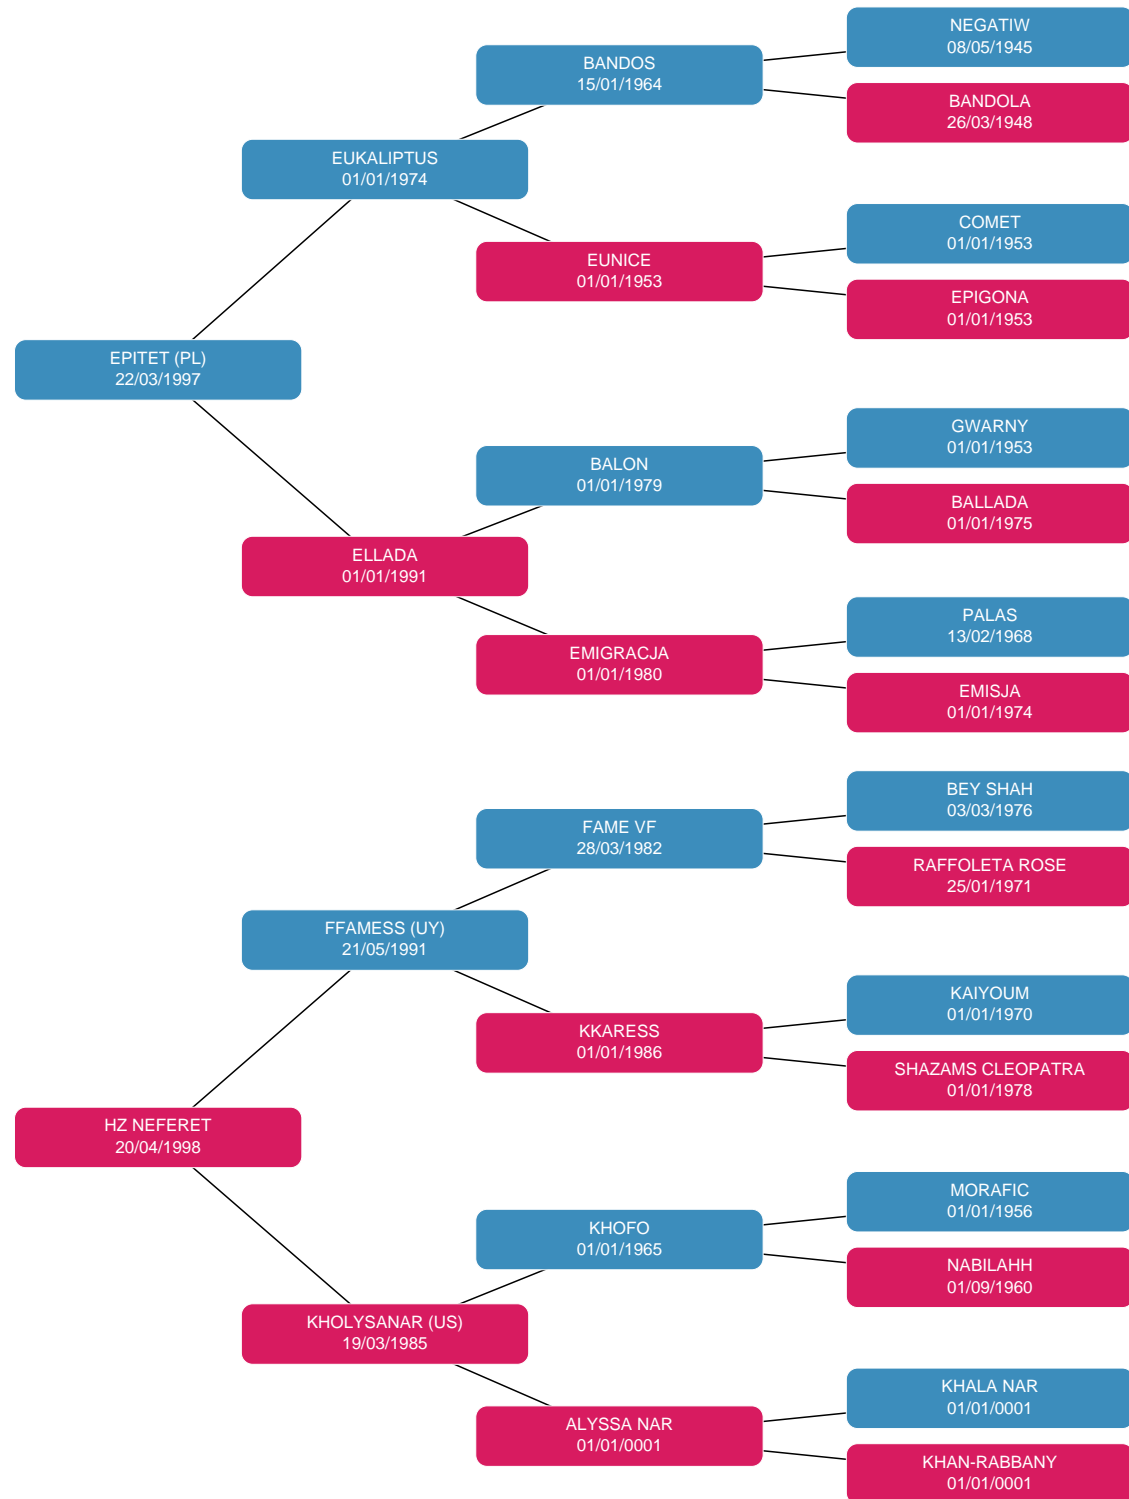 NEGATIW
08/05/1945
BANDOS
15/01/1964
BANDOLA
26/03/1948
EUKALIPTUS
01/01/1974
COMET
01/01/1953
EUNICE
01/01/1953
EPIGONA
01/01/1953
EPITET (PL)
22/03/1997
GWARNY
01/01/1953
BALON
01/01/1979
BALLADA
01/01/1975
ELLADA
01/01/1991
PALAS
13/02/1968
EMIGRACJA
01/01/1980
EMISJA
01/01/1974
BEY SHAH
03/03/1976
FAME VF
28/03/1982
RAFFOLETA ROSE
25/01/1971
FFAMESS (UY)
21/05/1991
KAIYOUM
01/01/1970
KKARESS
01/01/1986
SHAZAMS CLEOPATRA
01/01/1978
HZ NEFERET
20/04/1998
MORAFIC
01/01/1956
KHOFO
01/01/1965
NABILAHH
01/09/1960
KHOLYSANAR (US)
19/03/1985
KHALA NAR
01/01/0001
ALYSSA NAR
01/01/0001
KHAN-RABBANY
01/01/0001